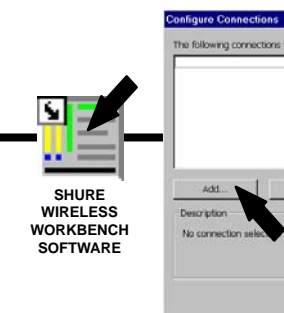 SHURE
WIRELESS
WORKBENCH
SOFTWARE
Configure Connections
The following connections
Add...
Description
No connection selec